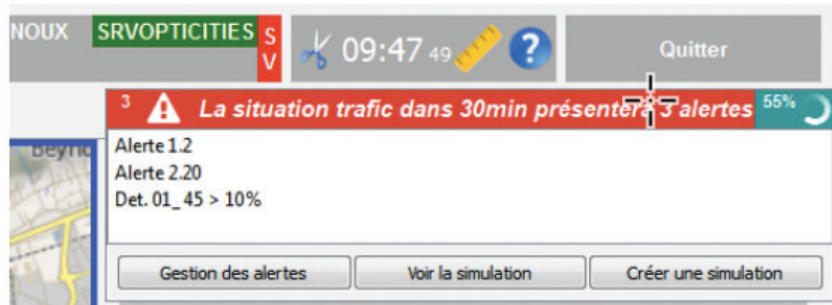 NOUX SRVOPTICITIES S V 09:47 49 ? Quitter
3 La situation trafic dans 30min présentera 3 alertes 55%
Beyno
Alerte 1.2
Alerte 2.20
Det. 01_45 > 10%
Gestion des alertes Voir la simulation Créer une simulation